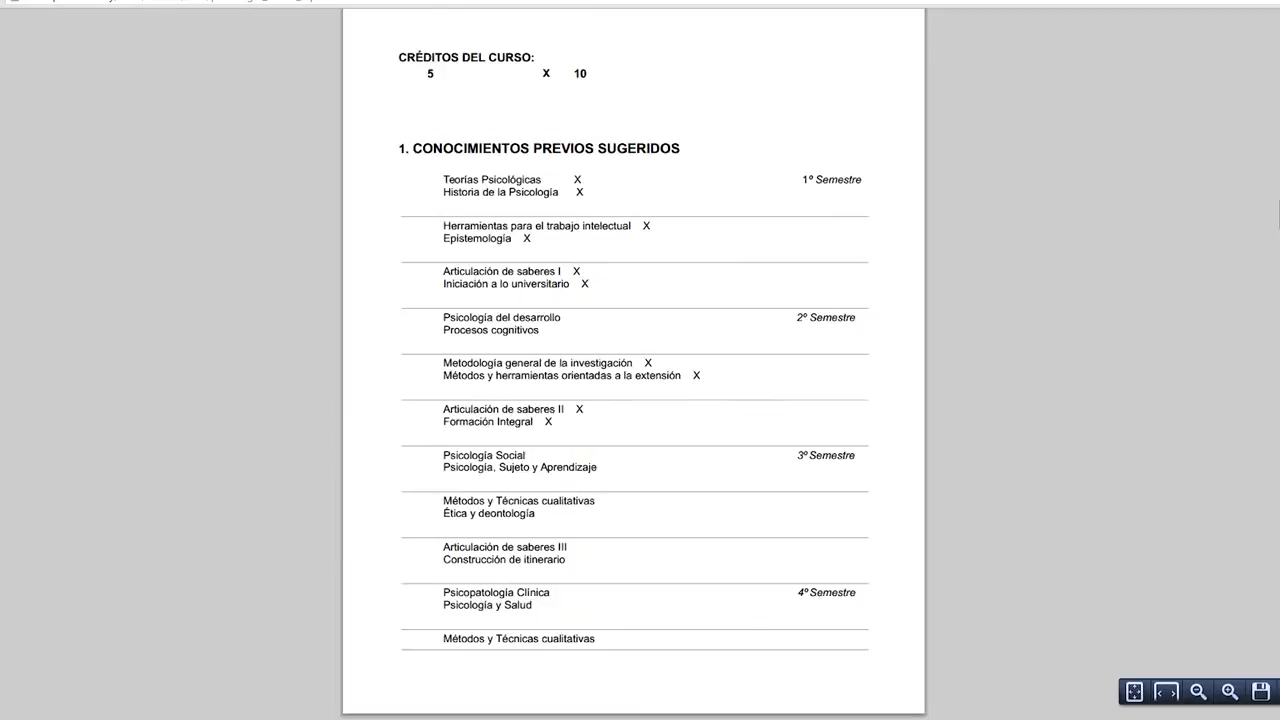 CRÉDITOS DEL CURSO:
5 X 10
1. CONOCIMIENTOS PREVIOS SUGERIDOS
Teorías Psicológicas X 1º Semestre
Historia de la Psicología X
Herramientas para el trabajo intelectual X
Epistemología X
Articulación de saberes I X
Iniciación a lo universitario X
Psicología del desarrollo 2º Semestre
Procesos cognitivos
Metodología general de la investigación X
Métodos y herramientas orientadas a la extensión X
Articulación de saberes II X
Formación Integral X
Psicología Social 3º Semestre
Psicología, Sujeto y Aprendizaje
Métodos y Técnicas cualitativas
Ética y deontología
Articulación de saberes III
Construcción de itinerario
Psicopatología Clínica 4º Semestre
Psicología y Salud
Métodos y Técnicas cualitativas